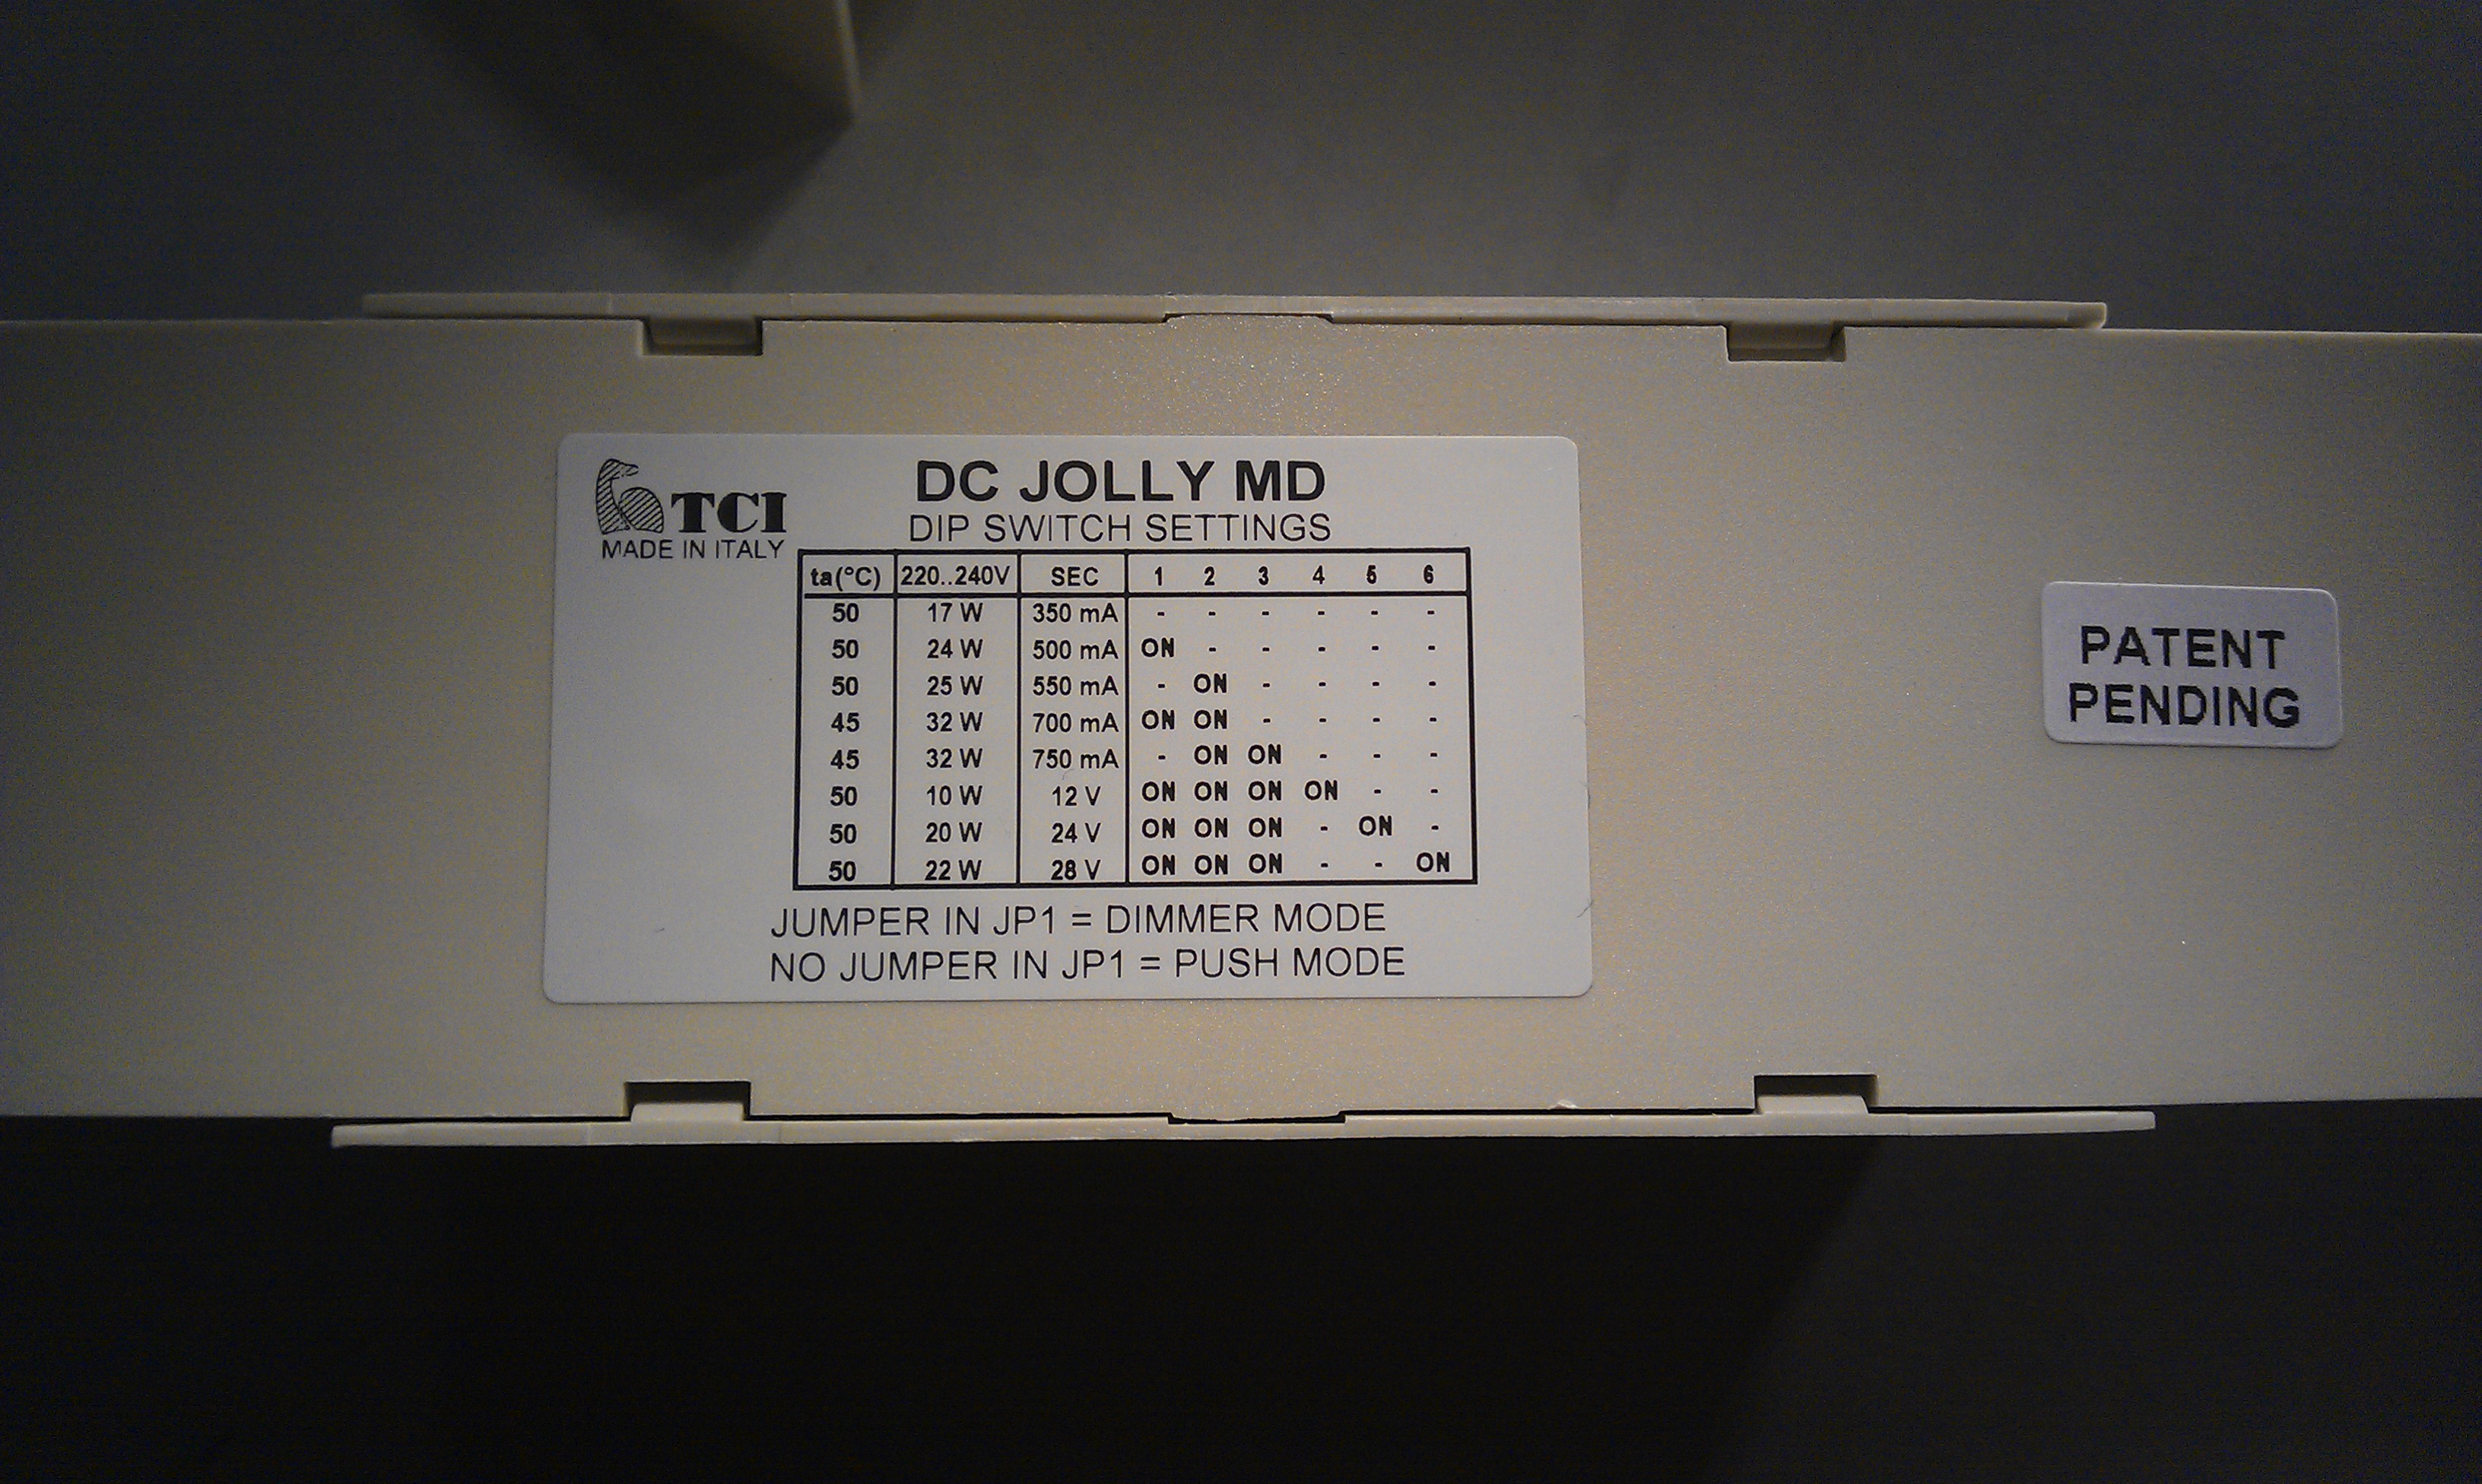 TCI
MADE IN ITALY
DC JOLLY MD
DIP SWITCH SETTINGS
ta(°C) 220..240V SEC 1 2 3 4 5 6
50 17 W 350 mA - - - - - -
50 24 W 500 mA ON - - - - -
50 25 W 550 mA - ON - - - -
45 32 W 700 mA ON ON - - - -
45 32 W 750 mA - ON ON - - -
50 10 W 12 V ON ON ON ON - -
50 20 W 24 V ON ON ON - ON -
50 22 W 28 V ON ON ON - - ON
JUMPER IN JP1 = DIMMER MODE
NO JUMPER IN JP1 = PUSH MODE
PATENT
PENDING